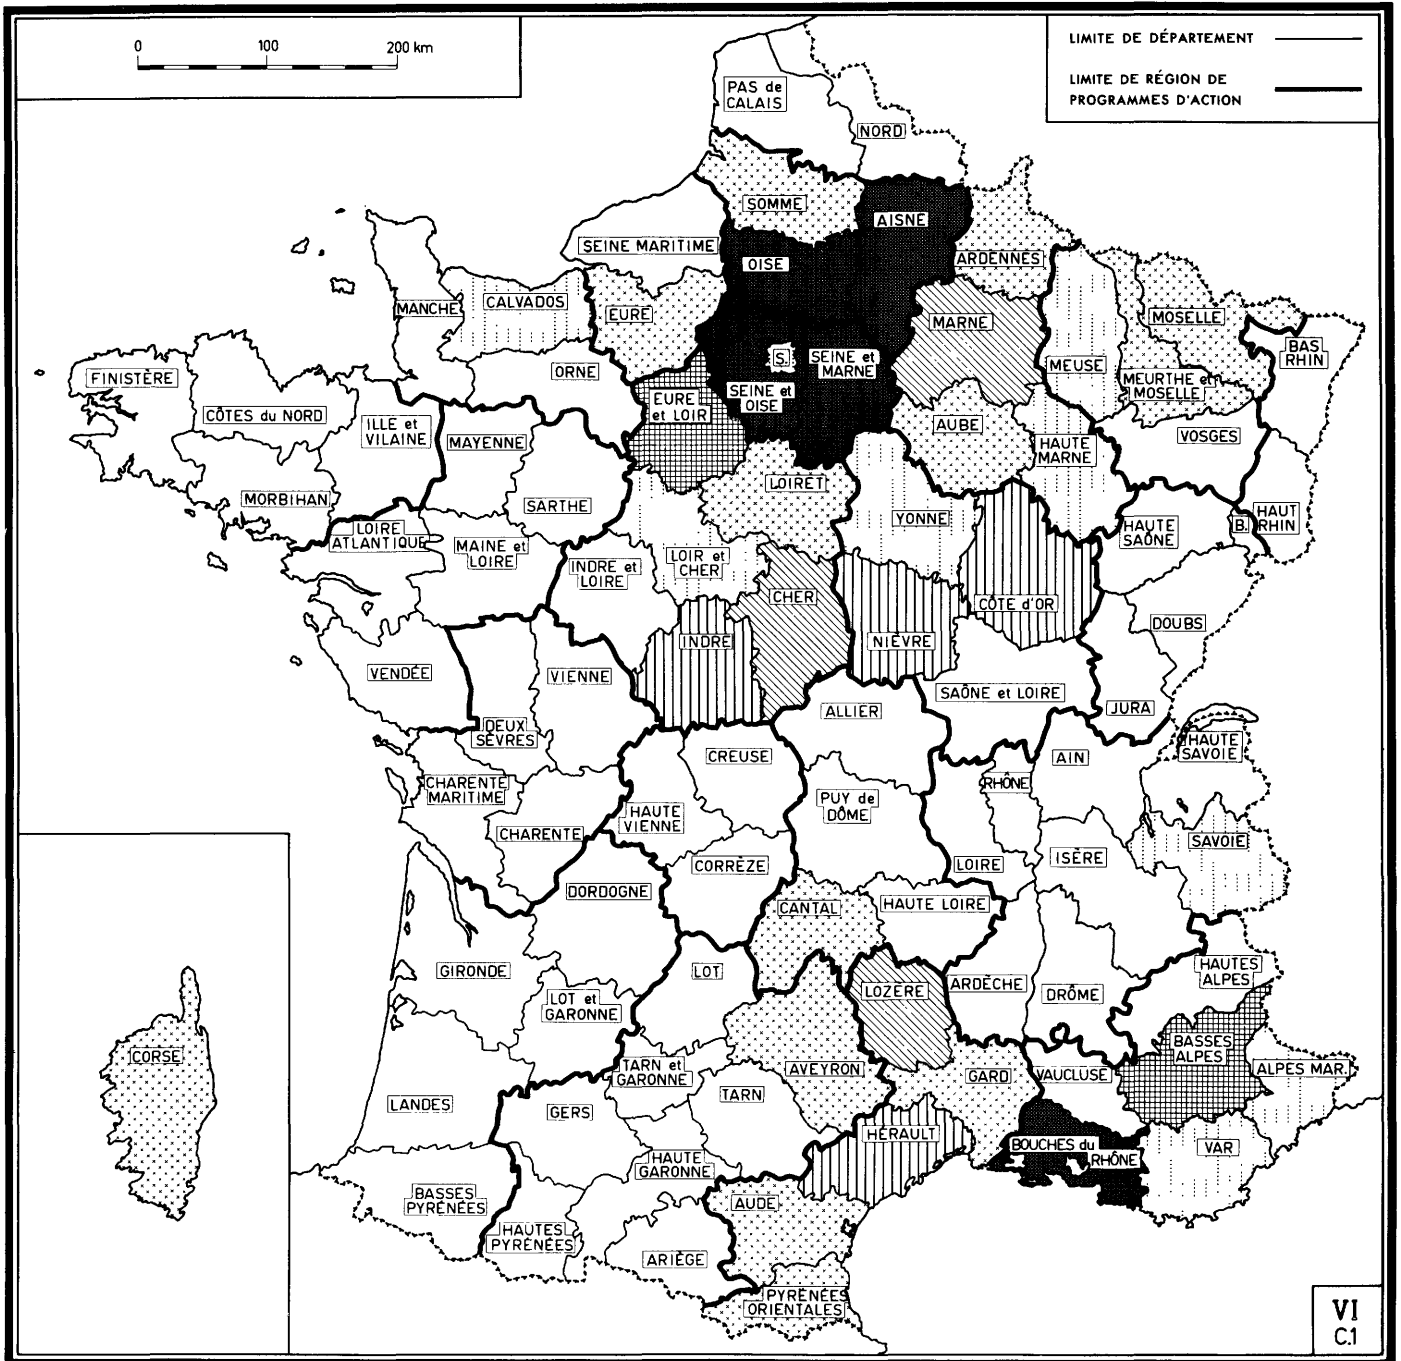 0 100 200 km
LIMITE DE DÉPARTEMENT
LIMITE DE RÉGION DE
PROGRAMMES D'ACTION
PAS de
CALAIS
NORD
SOMME
AISNE
SEINE MARITIME
OISE
ARDENNES
MANCHE
CALVADOS
EURE
MARNE
MOSELLE
BAS
RHIN
FINISTÈRE
ORNE
S.
SEINE et
MARNE
MEUSE
MEURTHE et
MOSELLE
CÔTES du NORD
ILLE et
VILAINE
MAYENNE
EURE
et LOIR
SEINE et
OISE
AUBE
HAUTE
MARNE
VOSGES
MORBIHAN
SARTHE
LOIRET
YONNE
HAUTE
SAÔNE
B.
HAUT
RHIN
LOIRE
ATLANTIQUE
MAINE et
LOIRE
INDRE et
LOIRE
LOIR et
CHER
CHER
CÔTE d'OR
DOUBS
VENDÉE
VIENNE
INDRE
NIÈVRE
SAÔNE et LOIRE
JURA
DEUX
SÈVRES
ALLIER
CREUSE
AIN
HAUTE
SAVOIE
CHARENTE
MARITIME
RHÔNE
HAUTE
VIENNE
PUY de
DÔME
CHARENTE
SAVOIE
CORRÈZE
LOIRE
ISÈRE
DORDOGNE
CANTAL
HAUTE LOIRE
GIRONDE
LOT
LOZÈRE
ARDÈCHE
DRÔME
HAUTES
ALPES
LOT et
GARONNE
CORSE
TARN et
GARONNE
AVEYRON
GARD
VAUCLUSE
BASSES
ALPES
ALPES MAR.
LANDES
GERS
TARN
HÉRAULT
BOUCHES du
RHÔNE
VAR
HAUTE
GARONNE
BASSES
PYRÉNÉES
HAUTES
PYRÉNÉES
AUDE
ARIÈGE
PYRÉNÉES
ORIENTALES
VI
C.1